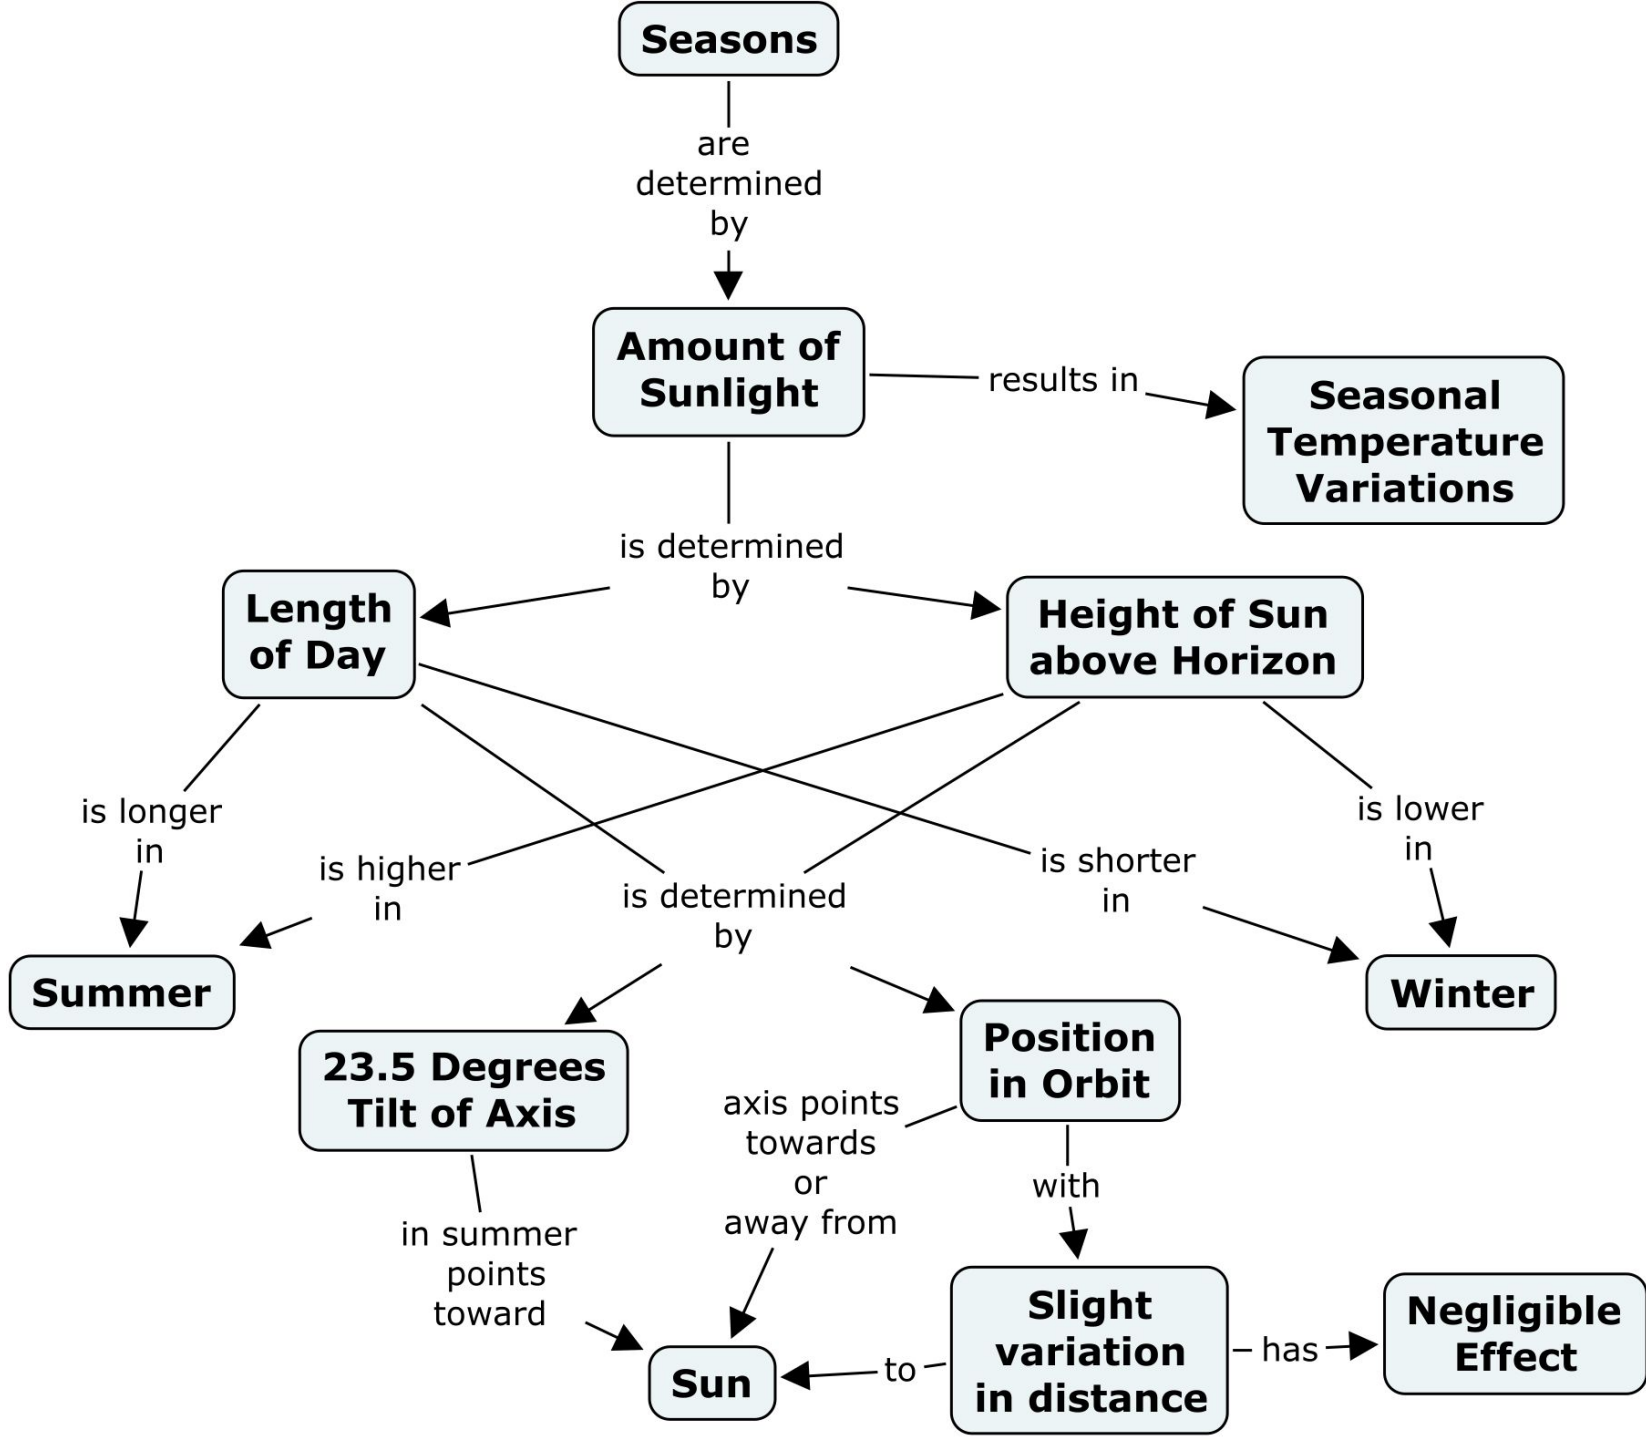 Seasons
are
determined
by
Amount of
Sunlight
results in
Seasonal
Temperature
Variations
is determined
by
Length
of Day
Height of Sun
above Horizon
is longer
in
is higher
in
is determined
by
is shorter
in
is lower
in
Summer
Winter
23.5 Degrees
Tilt of Axis
Position
in Orbit
axis points
towards
or
away from
with
in summer
points
toward
Sun
to
Slight
variation
in distance
has
Negligible
Effect